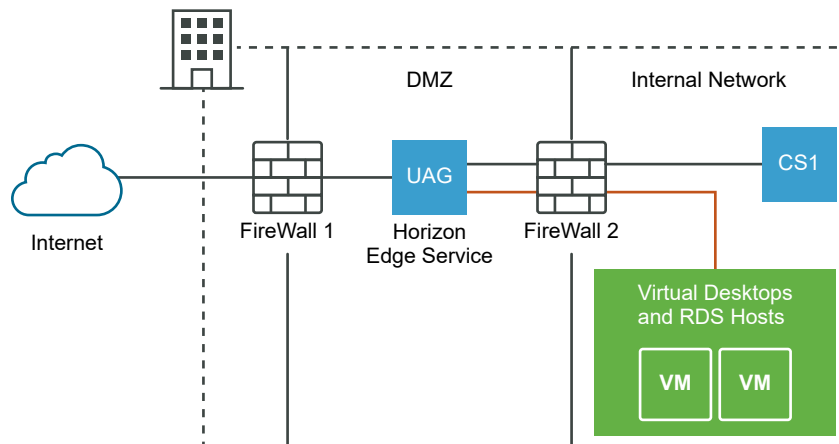 DMZ
Internal Network
UAG
CS1
Internet
FireWall 1
Horizon
Edge Service
FireWall 2
Virtual Desktops
and RDS Hosts
VM
VM